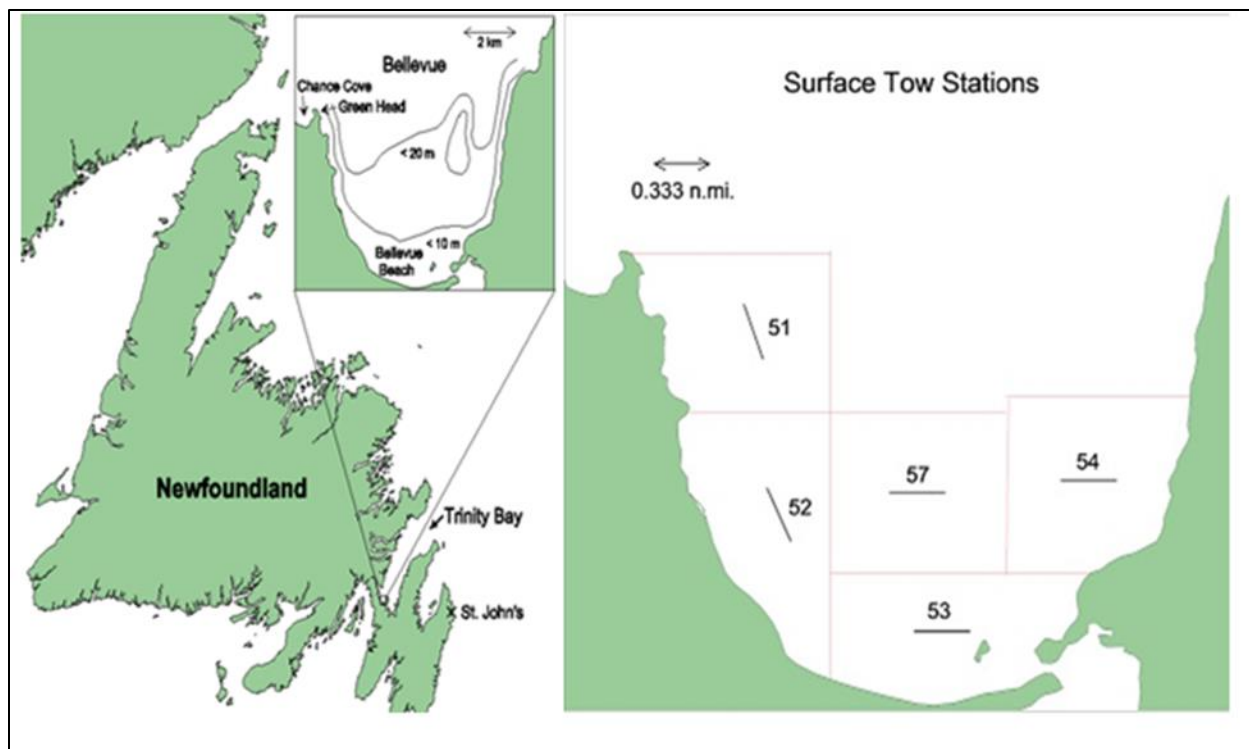 2 km
Bellevue
Chance Cove
Green Head
< 20 m
< 10 m
Bellevue
Beach
Newfoundland
Trinity Bay
St. John's
Surface Tow Stations
0.333 n.mi.
51
52
57
54
53